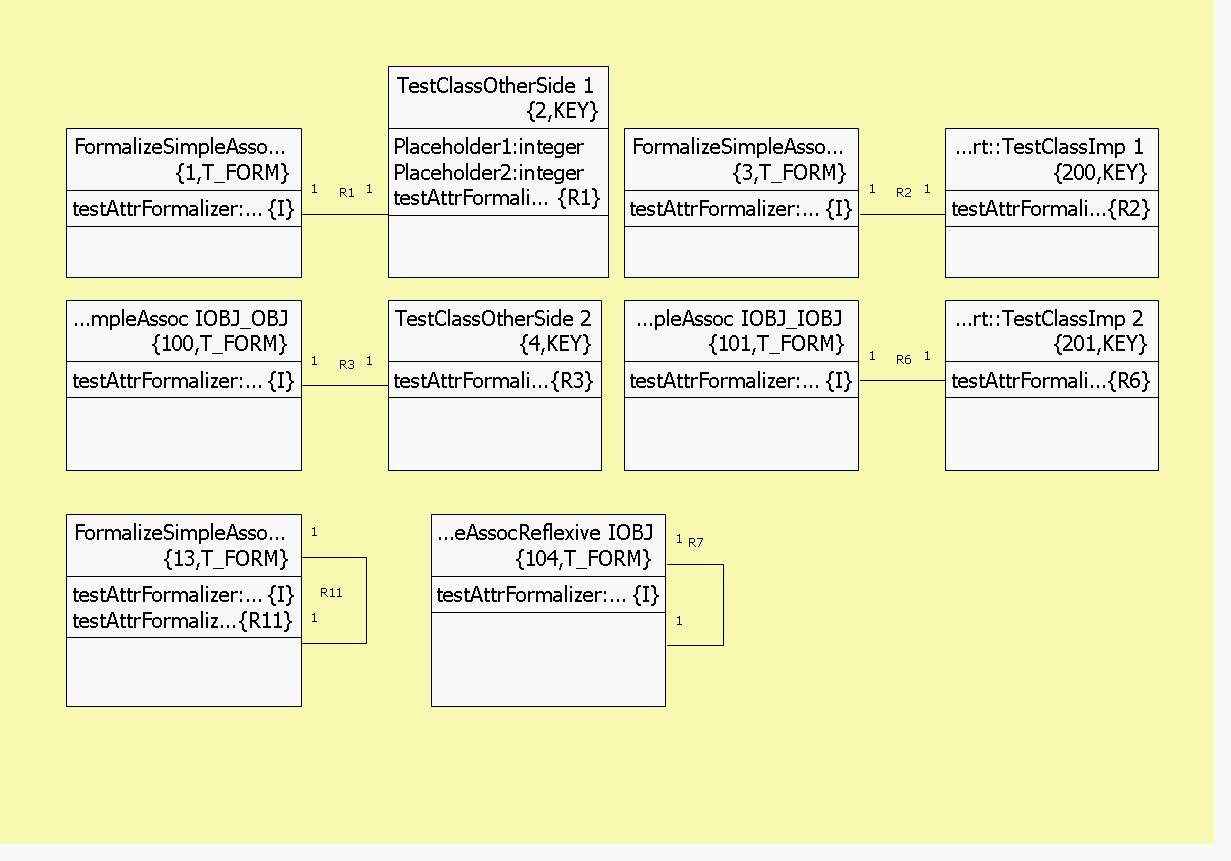 TestClassOtherSide 1
{2,KEY}
Placeholder1:integer
Placeholder2:integer
testAttrFormali... {R1}
FormalizeSimpleAsso...
{1,T_FORM}
testAttrFormalizer:... {I}
1 R1 1
FormalizeSimpleAsso...
{3,T_FORM}
testAttrFormalizer:... {I}
1 R2 1
...rt::TestClassImp 1
{200,KEY}
testAttrFormali...{R2}
...mpleAssoc IOBJ_OBJ
{100,T_FORM}
testAttrFormalizer:... {I}
1 R3 1
TestClassOtherSide 2
{4,KEY}
testAttrFormali...{R3}
...pleAssoc IOBJ_IOBJ
{101,T_FORM}
testAttrFormalizer:... {I}
1 R6 1
...rt::TestClassImp 2
{201,KEY}
testAttrFormali...{R6}
FormalizeSimpleAsso...
{13,T_FORM}
testAttrFormalizer:... {I}
testAttrFormaliz...{R11}
1
R11
1
...eAssocReflexive IOBJ
{104,T_FORM}
testAttrFormalizer:... {I}
1 R7
1